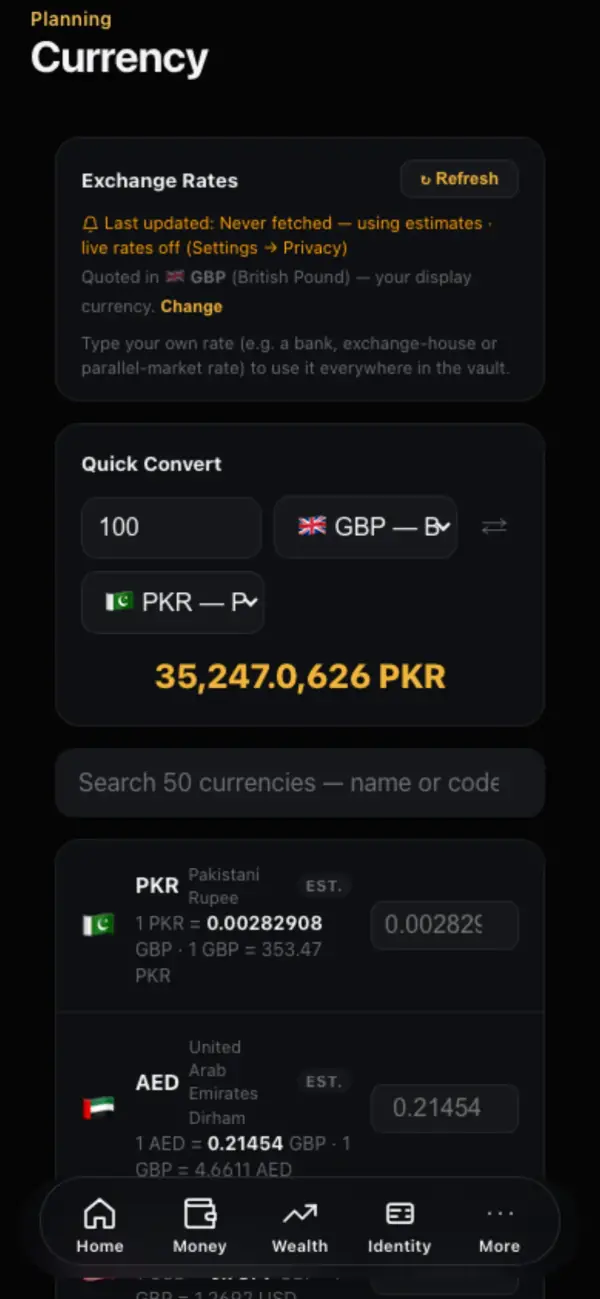 Planning
Currency
Exchange Rates
↻ Refresh
Last updated: Never fetched — using estimates ·
live rates off (Settings → Privacy)
Quoted in 🇬🇧 GBP (British Pound) — your display
currency. Change
Type your own rate (e.g. a bank, exchange-house or
parallel-market rate) to use it everywhere in the vault.
Quick Convert
100
🇬🇧 GBP — B
⇄
🇵🇰 PKR — P
35,247.0,626 PKR
Search 50 currencies — name or code
PKR Pakistani
Rupee
EST.
1 PKR = 0.00282908
GBP · 1 GBP = 353.47
PKR
0.002829
AED United
Arab
Emirates
Dirham
EST.
1 AED = 0.21454 GBP · 1
GBP = 4.6611 AED
0.21454
Home
Money
Wealth
Identity
More